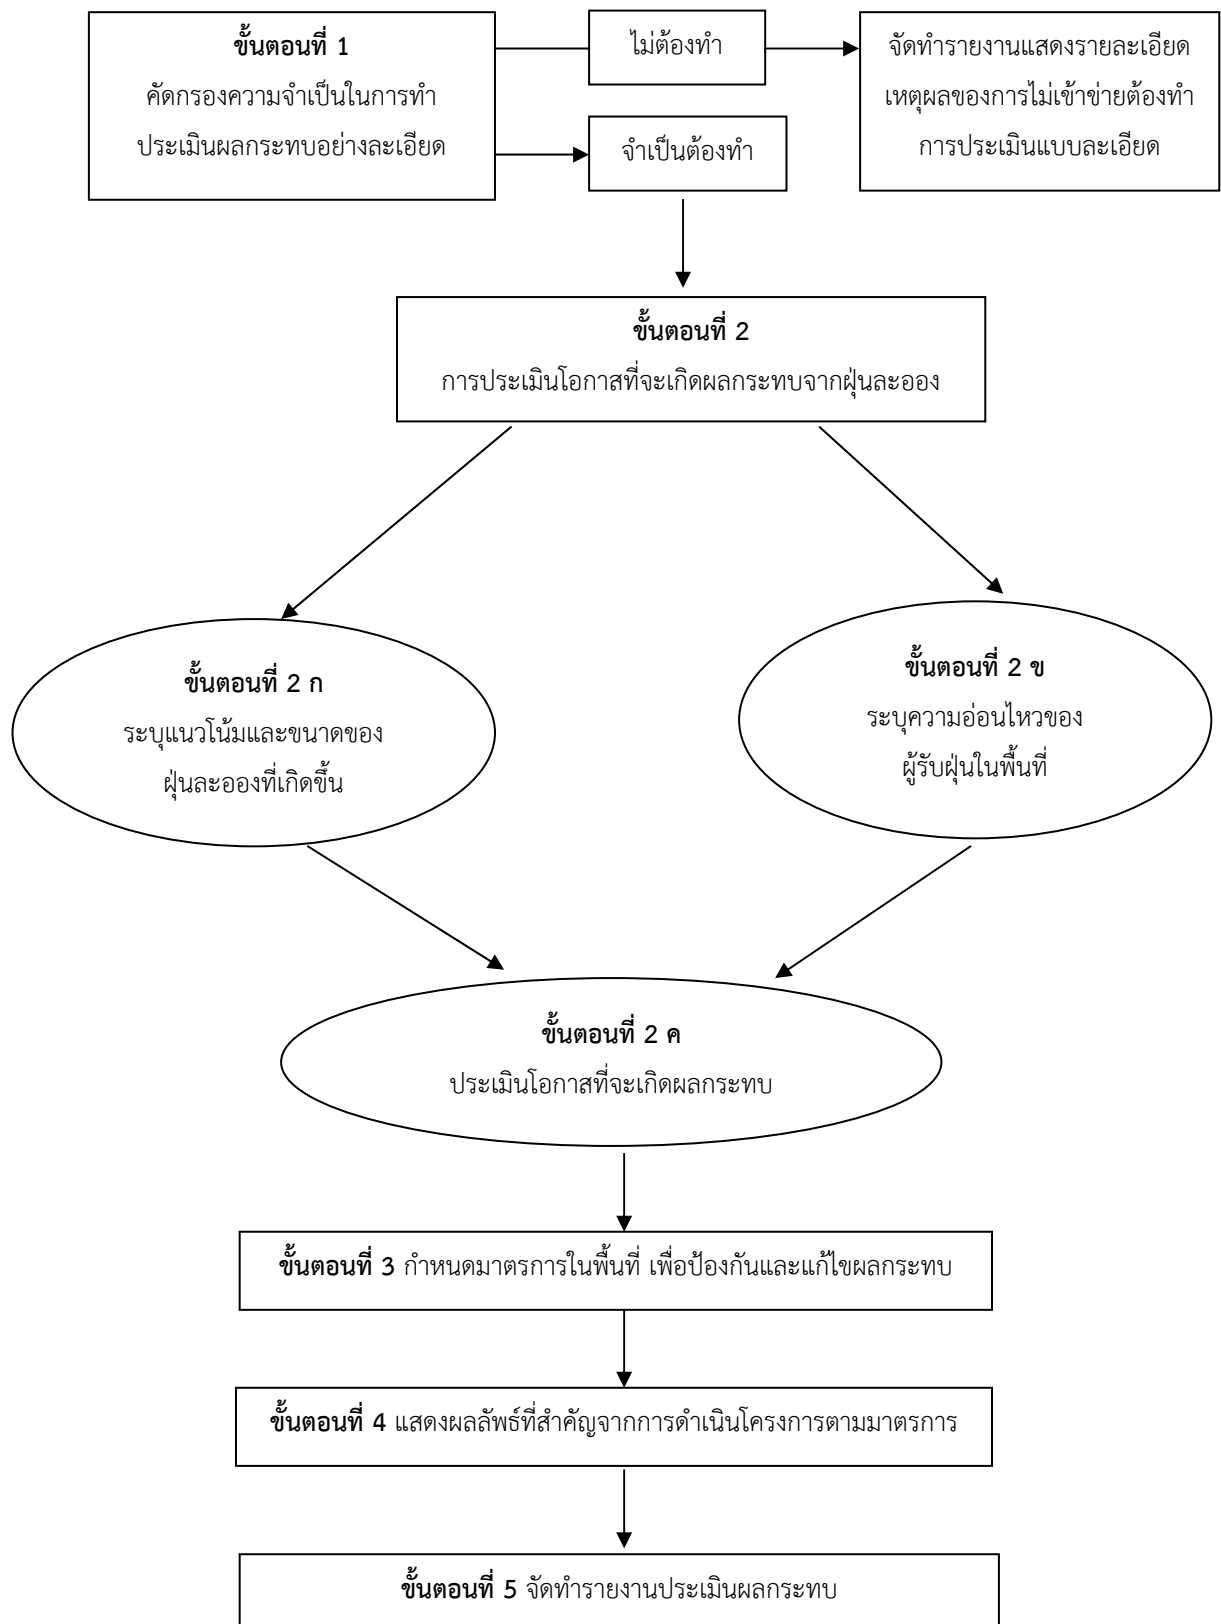 ขั้นตอนที่ 1
คัดกรองความจำเป็นในการทำ
ประเมินผลกระทบอย่างละเอียด
ไม่ต้องทำ
จัดทำรายงานแสดงรายละเอียด
เหตุผลของการไม่เข้าข่ายต้องทำ
การประเมินแบบละเอียด
จำเป็นต้องทำ
ขั้นตอนที่ 2
การประเมินโอกาสที่จะเกิดผลกระทบจากฝุ่นละออง
ขั้นตอนที่ 2 ก
ระบุแนวโน้มและขนาดของ
ฝุ่นละอองที่เกิดขึ้น
ขั้นตอนที่ 2 ข
ระบุความอ่อนไหวของ
ผู้รับฝุ่นในพื้นที่
ขั้นตอนที่ 2 ค
ประเมินโอกาสที่จะเกิดผลกระทบ
ขั้นตอนที่ 3 กำหนดมาตรการในพื้นที่ เพื่อป้องกันและแก้ไขผลกระทบ
ขั้นตอนที่ 4 แสดงผลลัพธ์ที่สำคัญจากการดำเนินโครงการตามมาตรการ
ขั้นตอนที่ 5 จัดทำรายงานประเมินผลกระทบ